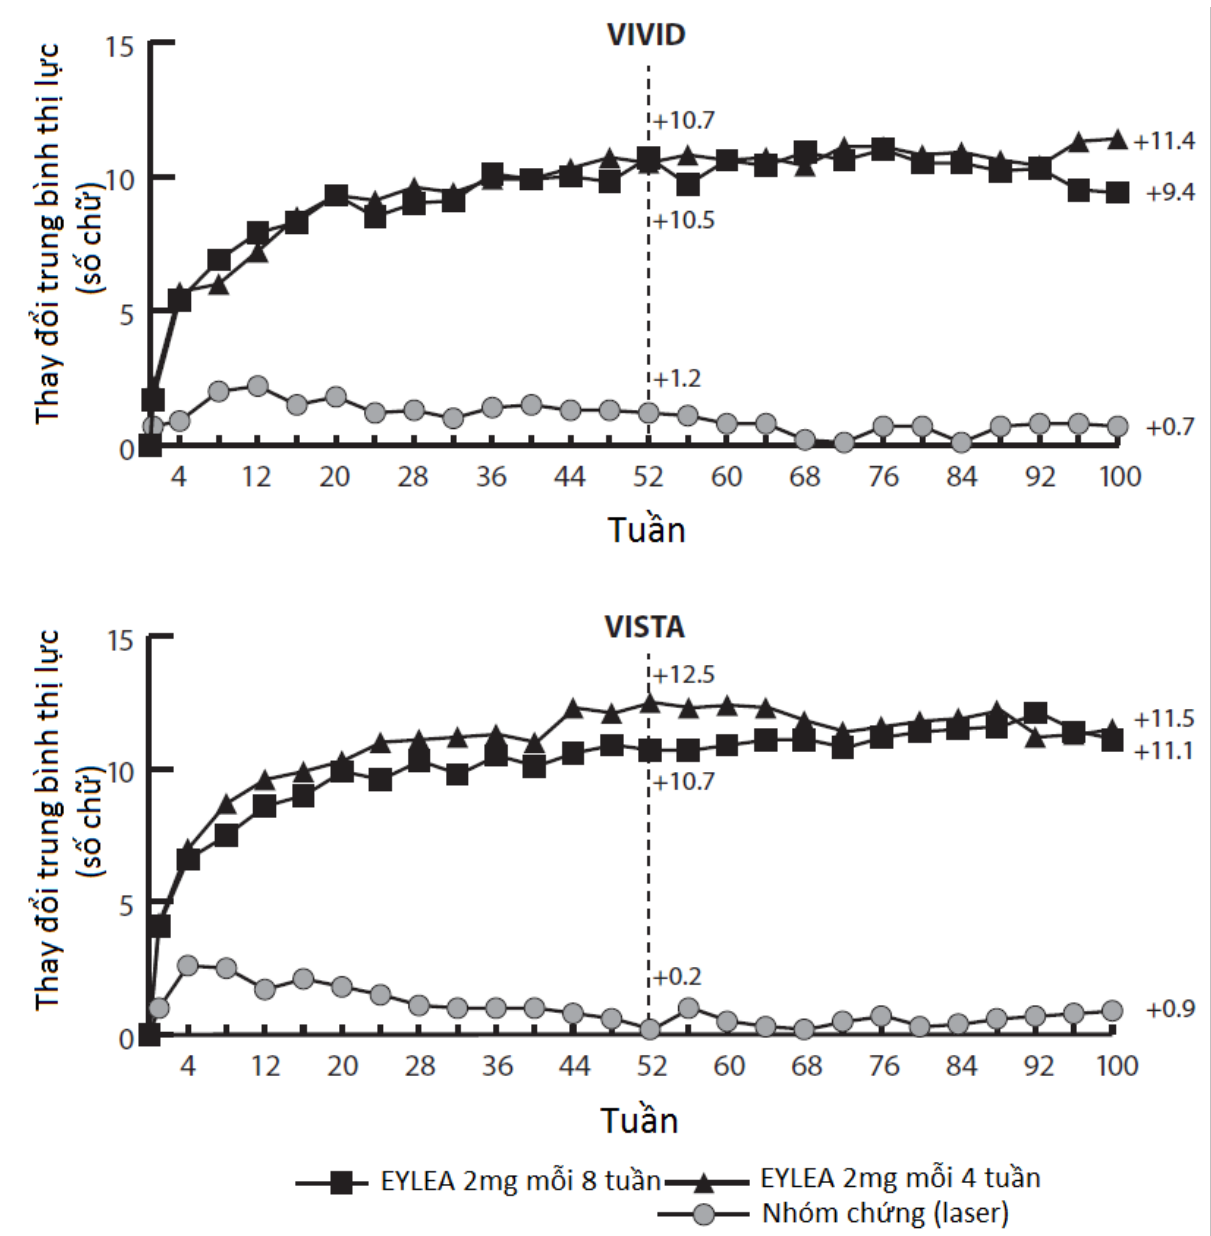 VIVID
Thay đổi trung bình thị lực
(số chữ)
15
10
5
0
+10.7
+10.5
+1.2
+11.4
+9.4
+0.7
4 12 20 28 36 44 52 60 68 76 84 92 100
Tuần
VISTA
Thay đổi trung bình thị lực
(số chữ)
15
10
5
0
+12.5
+10.7
+0.2
+11.5
+11.1
+0.9
4 12 20 28 36 44 52 60 68 76 84 92 100
Tuần
EYLEA 2mg mỗi 8 tuần
EYLEA 2mg mỗi 4 tuần
Nhóm chứng (laser)